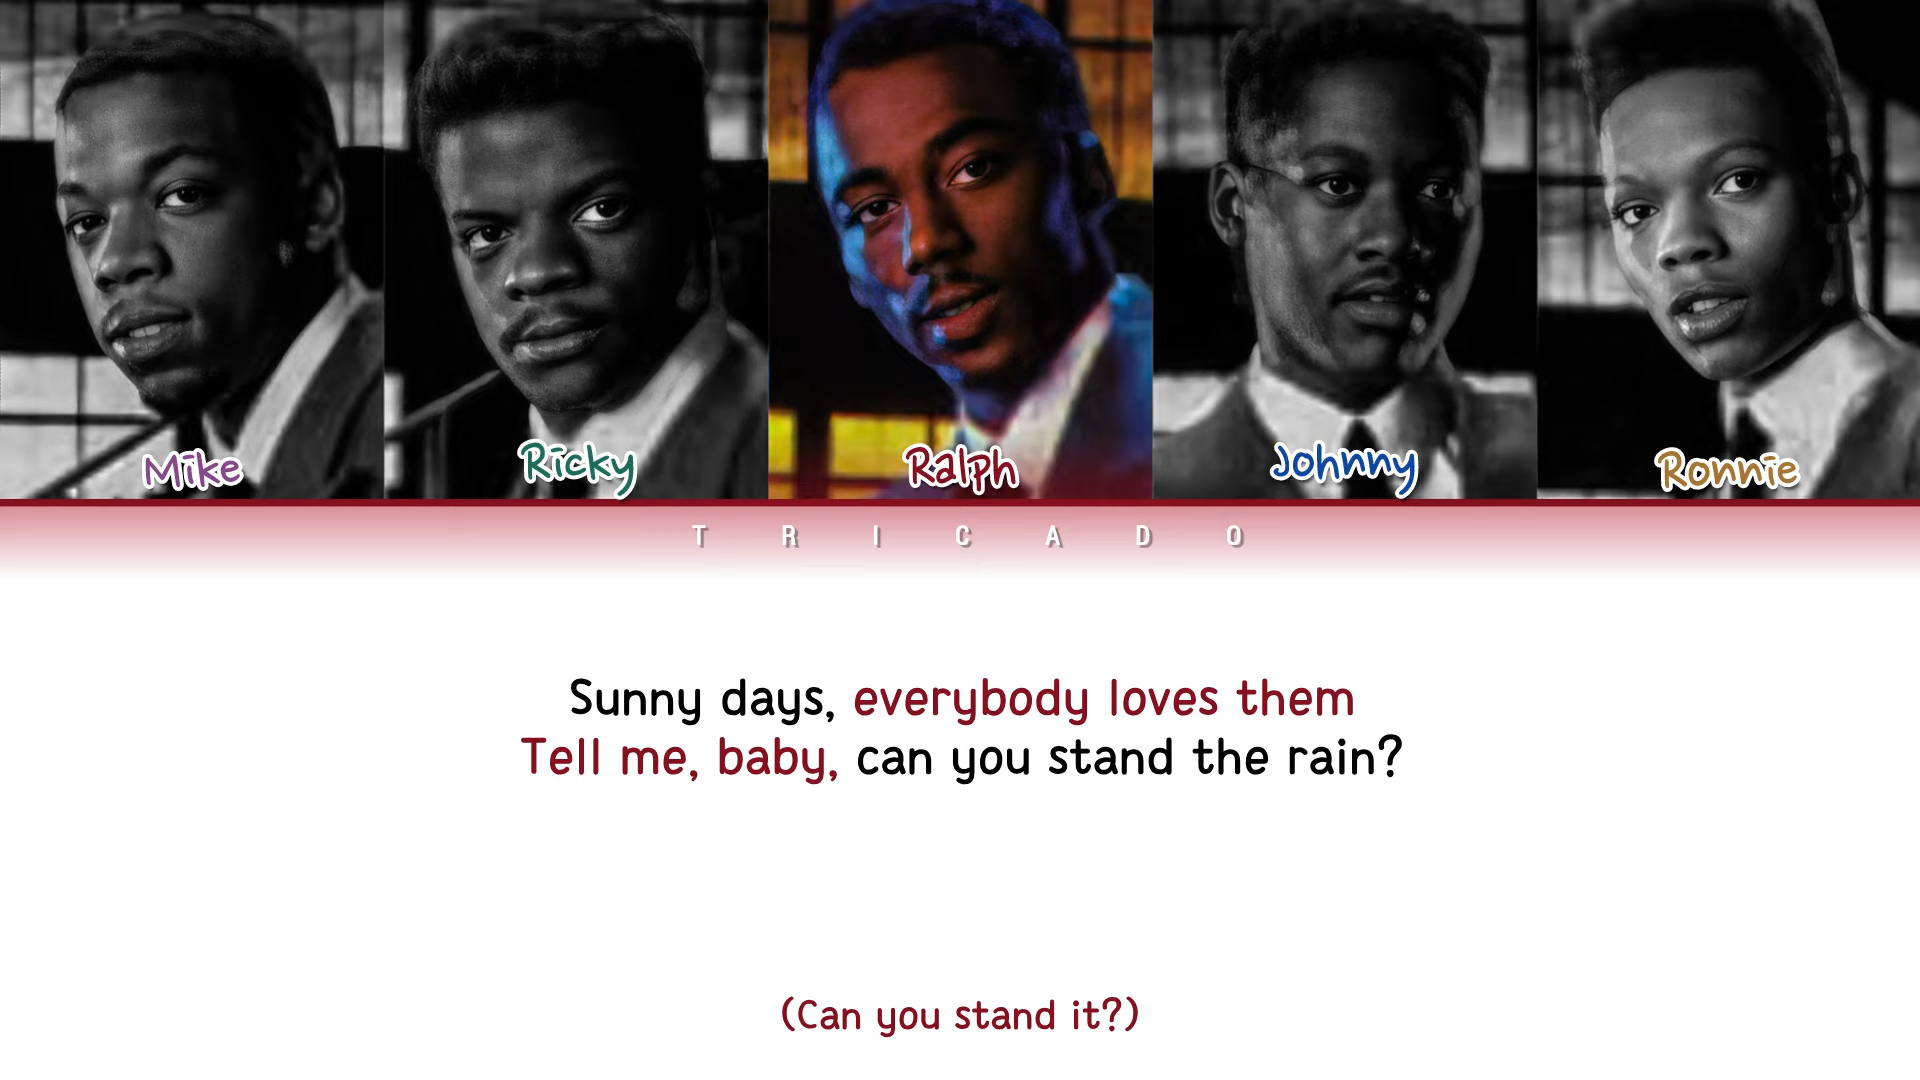 Mike
Ricky
Ralph
Johnny
Ronnie
TRICADO
Sunny days, everybody loves them
Tell me, baby, can you stand the rain?
(Can you stand it?)